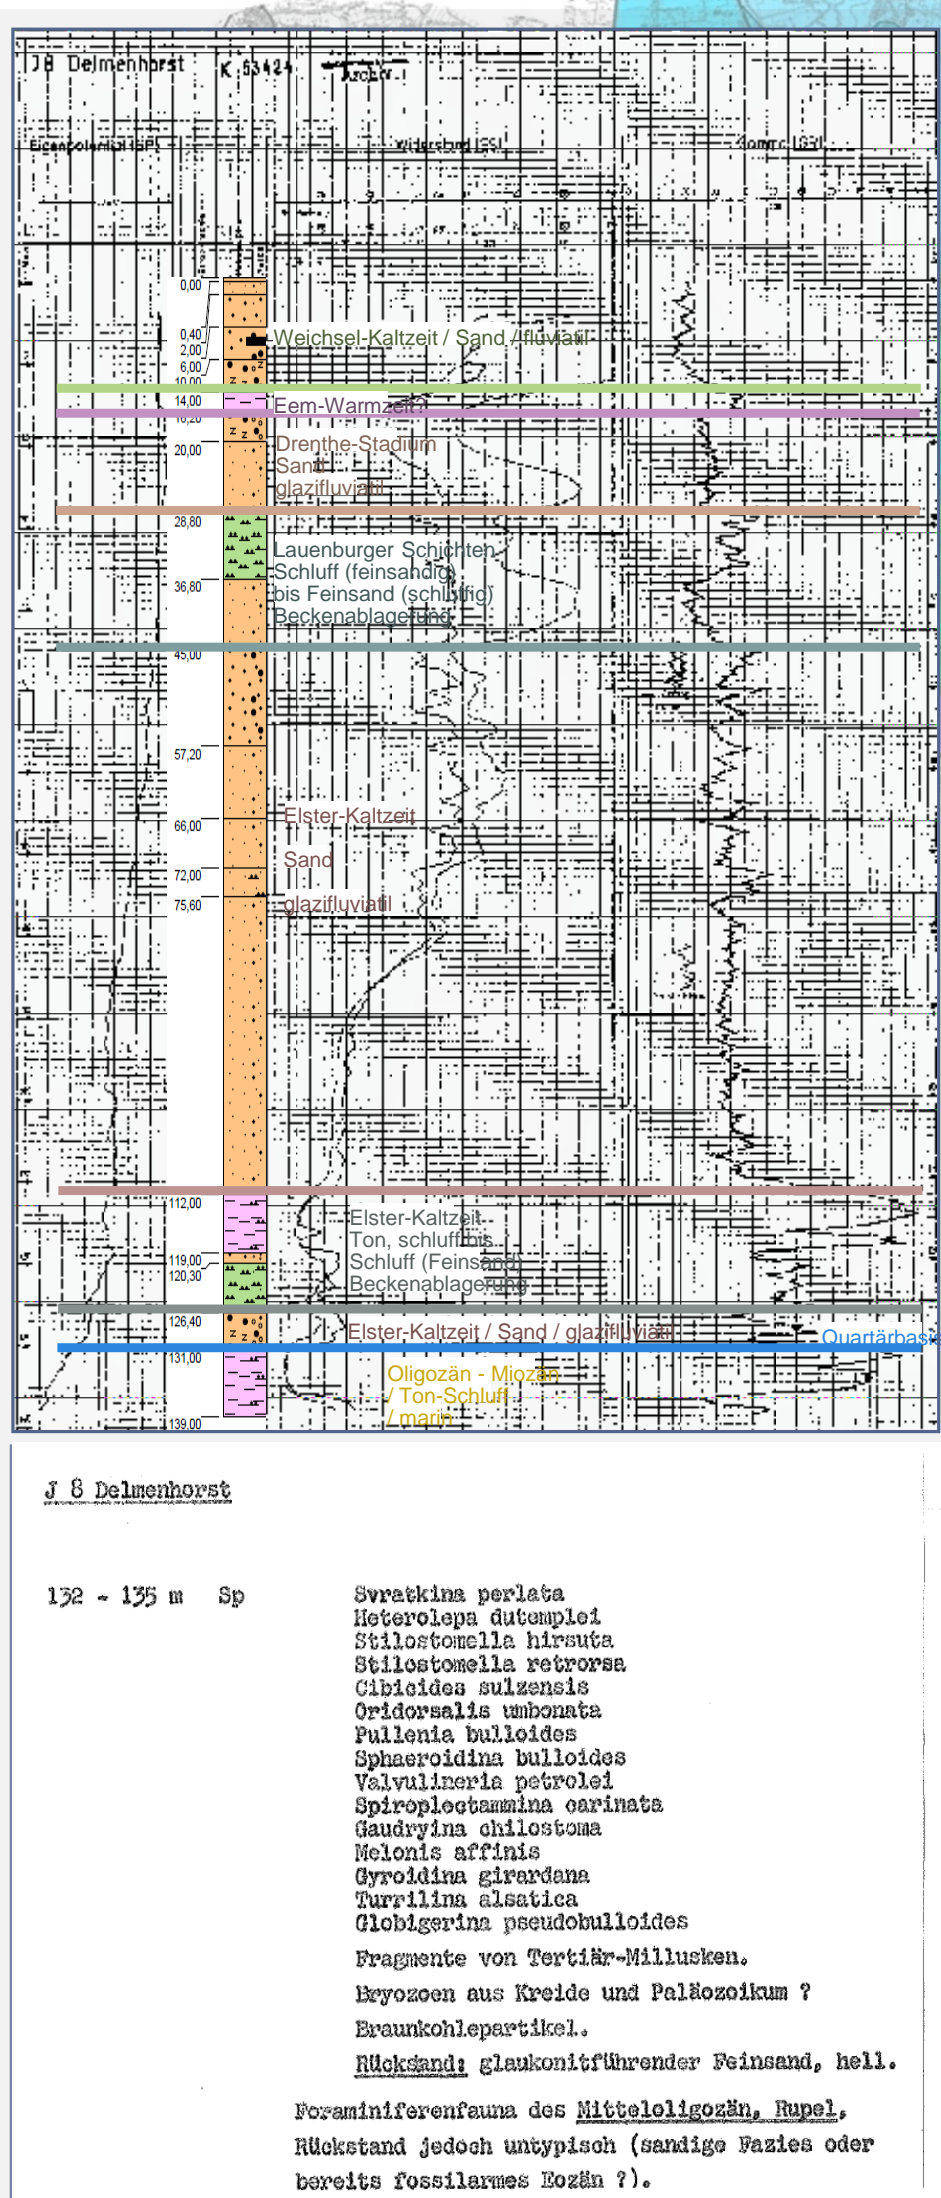 J8 Delmenhorst K 53424 Archiv
Eigenpotential (SP) Widerstand (ES) Gamma (GR)
0,00
0,40
2,00
6,00
10,00
14,00
16,20
20,00
28,80
36,80
45,00
57,20
66,00
72,00
75,60
112,00
119,00
120,30
126,40
131,00
139,00
Weichsel-Kaltzeit / Sand / fluviatil
Eem-Warmzeit?
Drenthe-Stadium
Sand
glazifluviatil
Lauenburger Schichten
Schluff (feinsandig)
bis Feinsand (schluffig)
Beckenablagerung
Elster-Kaltzeit
Sand
glazifluviatil
Elster-Kaltzeit
Ton, schluff bis
Schluff (Feinsand)
Beckenablagerung
Elster-Kaltzeit / Sand / glazifluviatil
Quartärbasis
Oligozän - Miozän
/ Ton-Schluff
/ marin
J 8 Delmenhorst
132 - 135 m Sp Svratkina perlata
Heterolepa dutemplei
Stilostomella hirsuta
Stilostomella retrorsa
Cibicides sulzensis
Oridorsalis umbonata
Pullenia bulloides
Sphaeroidina bulloides
Valvulineria petrolei
Spiroplectammina carinata
Gaudryina chilostoma
Melonis affinis
Gyroidina girardana
Turrilina alsatica
Globigerina pseudobulloides
Fragmente von Tertiär-Millusken.
Bryozoen aus Kreide und Paläozoikum ?
Braunkohlepartikel.
Rückstand: glaukonitführender Feinsand, hell.
Foraminiferenfauna des Mitteloligozän, Rupel,
Rückstand jedoch untypisch (sandige Fazies oder
bereits fossilarmes Eozän ?).